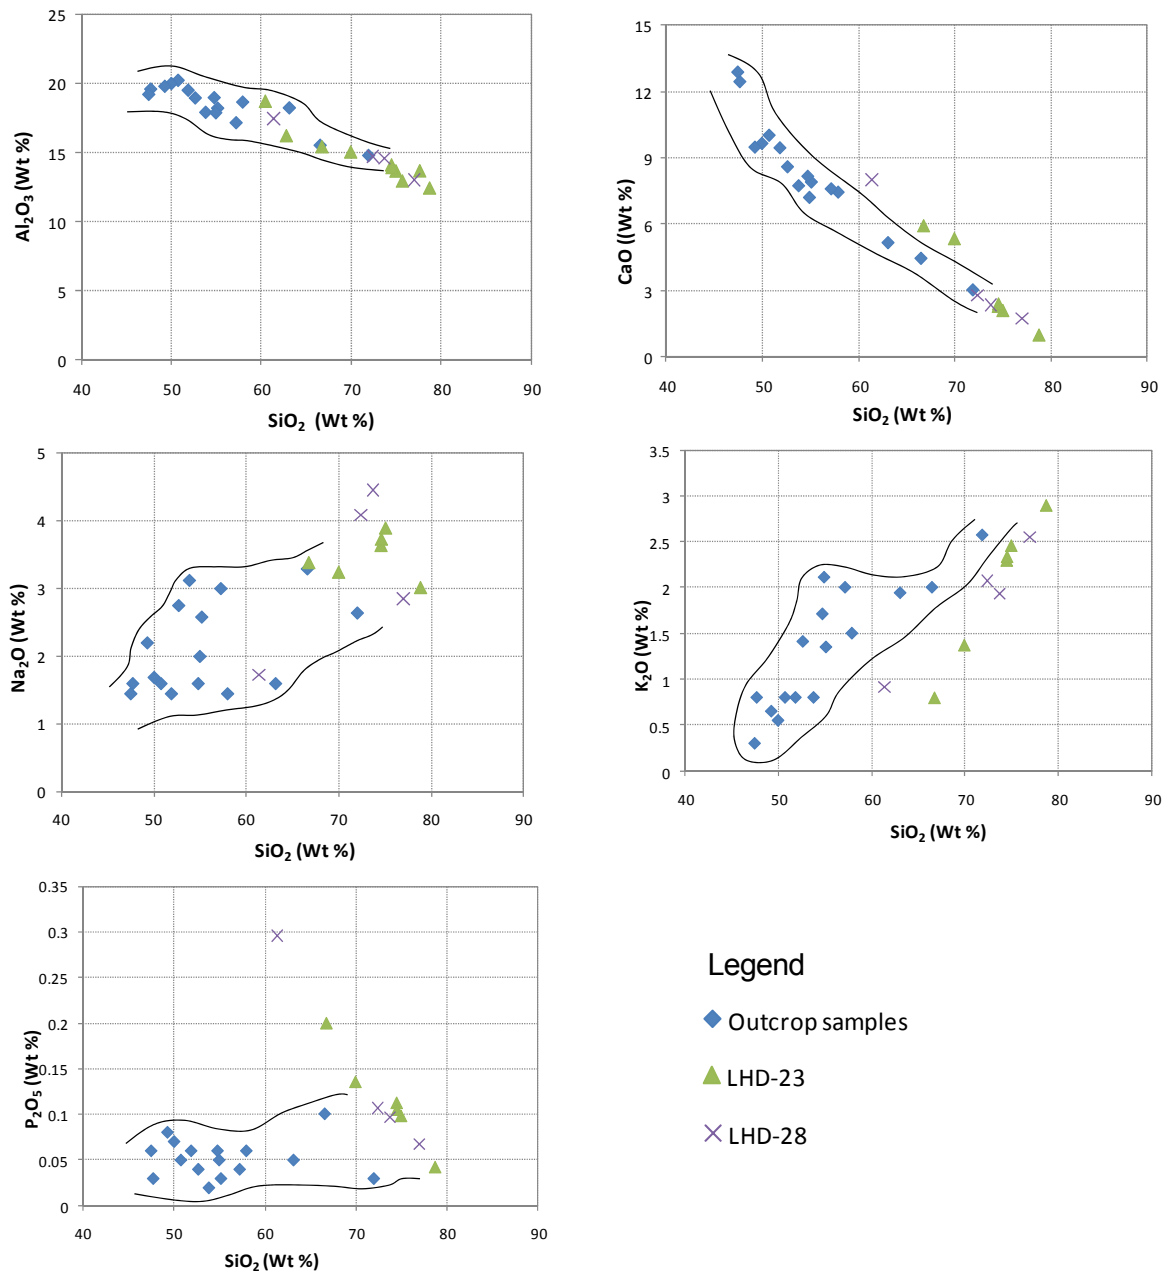 25
20
15
10
5
0
40 50 60 70 80 90
Al₂O₃ (Wt %)
SiO₂ (Wt %)
15
12
9
6
3
0
40 50 60 70 80 90
CaO ((Wt %)
SiO₂ (Wt %)
5
4
3
2
1
0
40 50 60 70 80 90
Na₂O (Wt %)
SiO₂ (Wt %)
3.5
3
2.5
2
1.5
1
0.5
0
40 50 60 70 80 90
K₂O (Wt %)
SiO₂ (Wt %)
0.35
0.3
0.25
0.2
0.15
0.1
0.05
0
40 50 60 70 80 90
P₂O₅ (Wt %)
SiO₂ (Wt %)
Legend
Outcrop samples
LHD-23
LHD-28